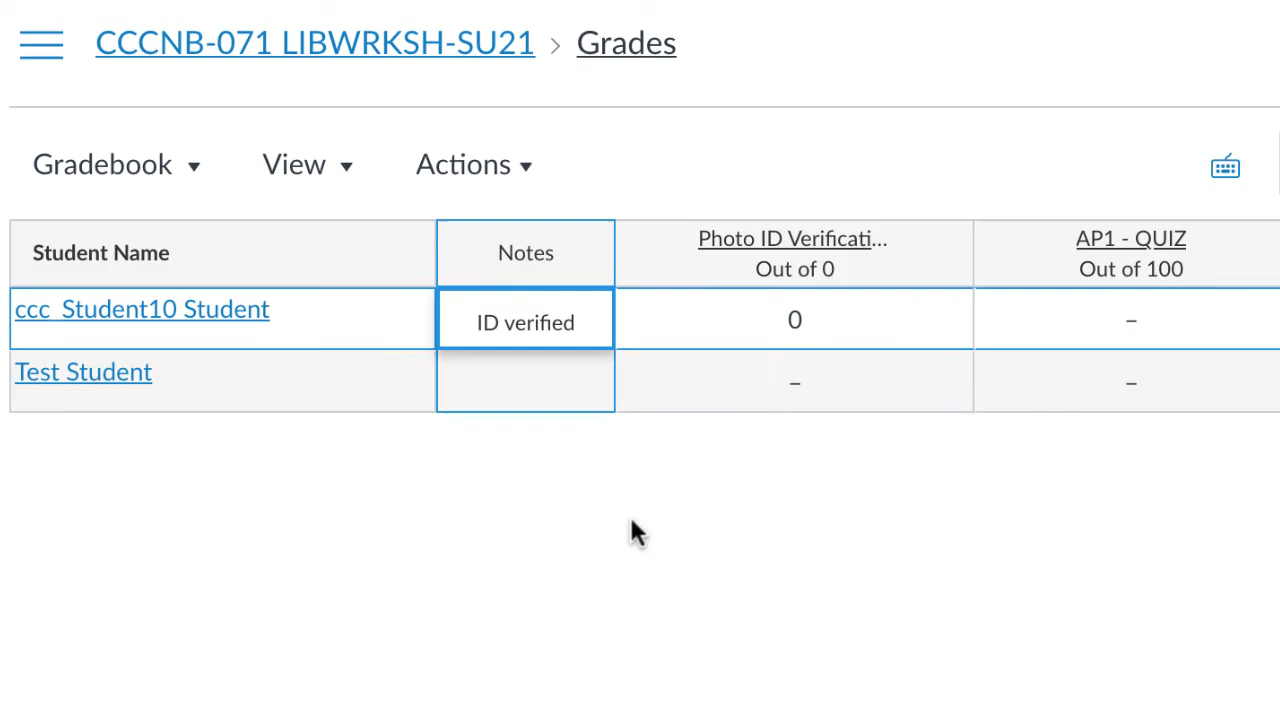 CCCNB-071 LIBWRKSH-SU21 > Grades
Gradebook ▾ View ▾ Actions ▾
Student Name Notes Photo ID Verificati... AP1 - QUIZ
Out of 0 Out of 100
ccc_Student10 Student ID verified 0 –
Test Student – –